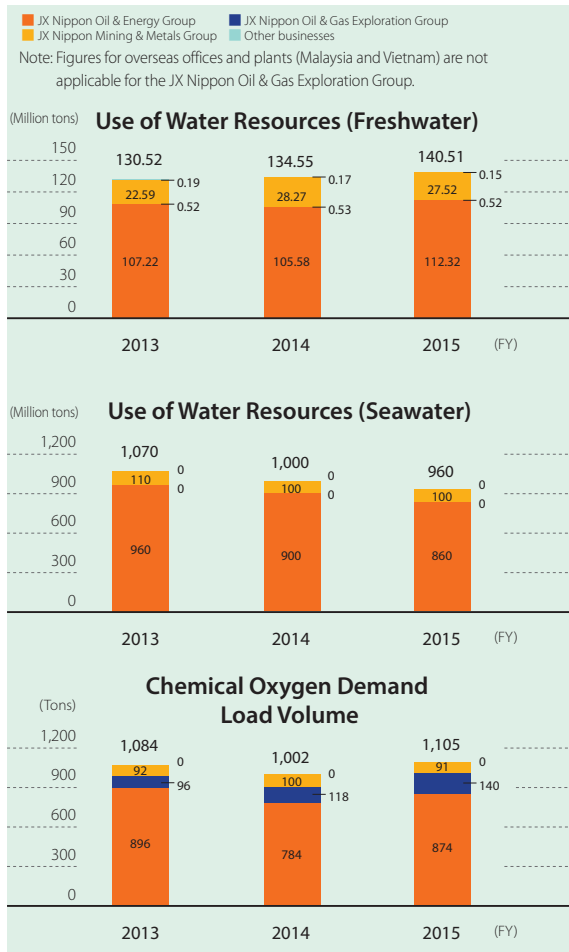 JX Nippon Oil & Energy Group JX Nippon Oil & Gas Exploration Group
JX Nippon Mining & Metals Group Other businesses
Note: Figures for overseas offices and plants (Malaysia and Vietnam) are not
applicable for the JX Nippon Oil & Gas Exploration Group.
(Million tons) Use of Water Resources (Freshwater)
150
130.52 134.55 140.51
120
0.19 0.17 0.15
22.59 28.27 27.52
90
0.52 0.53 0.52
60
107.22 105.58 112.32
30
0
2013 2014 2015 (FY)
(Million tons) Use of Water Resources (Seawater)
1,200
1,070 1,000 960
0 0 0
900
110 100 100
0 0 0
600
960 900 860
300
0
2013 2014 2015 (FY)
Chemical Oxygen Demand
(Tons) Load Volume
1,200
1,084 1,002 1,105
0 0 0
92 100 91
900
96 118 140
600
896 784 874
300
0
2013 2014 2015 (FY)